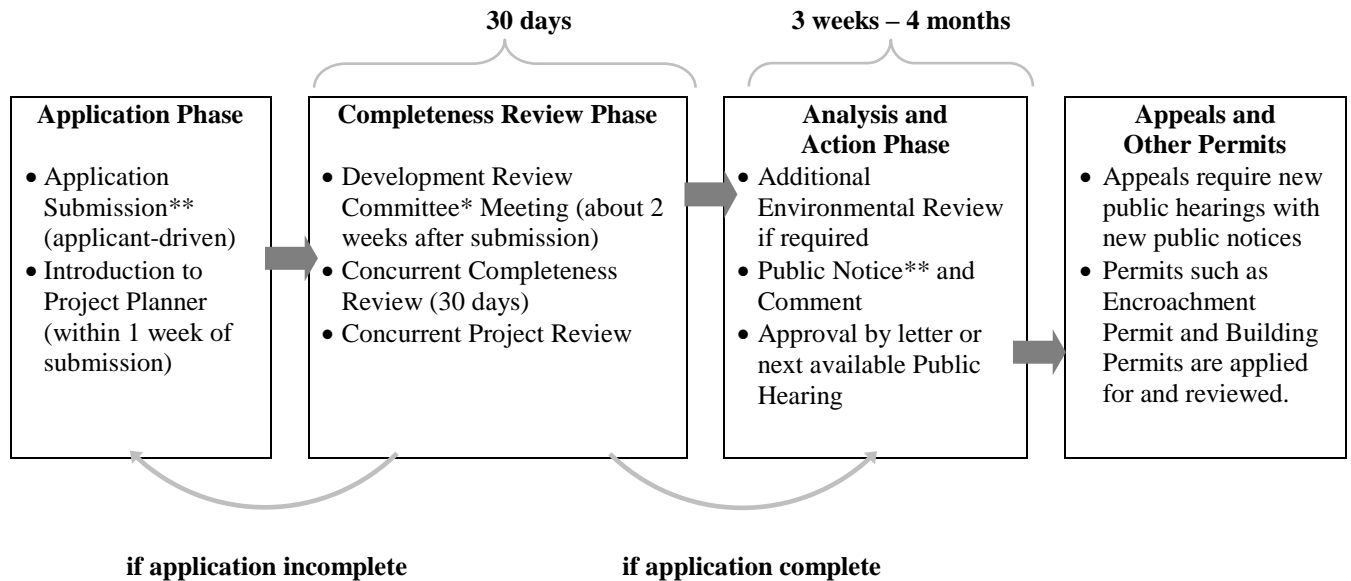 30 days
3 weeks – 4 months
Application Phase
• Application
Submission**
(applicant-driven)
• Introduction to
Project Planner
(within 1 week of
submission)
Completeness Review Phase
• Development Review
Committee* Meeting (about 2
weeks after submission)
• Concurrent Completeness
Review (30 days)
• Concurrent Project Review
Analysis and
Action Phase
• Additional
Environmental Review
if required
• Public Notice** and
Comment
• Approval by letter or
next available Public
Hearing
Appeals and
Other Permits
• Appeals require new
public hearings with
new public notices
• Permits such as
Encroachment
Permit and Building
Permits are applied
for and reviewed.
if application incomplete
if application complete